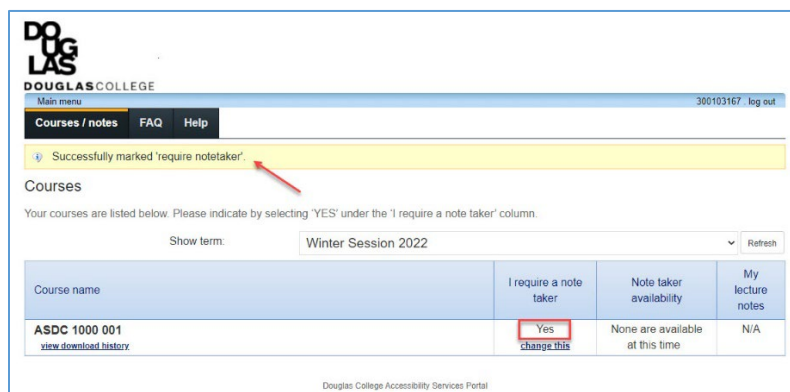 DO
UG
LAS
DOUGLASCOLLEGE
Main menu
300103167 . log out
Courses / notes FAQ Help
Successfully marked 'require notetaker'.
Courses
Your courses are listed below. Please indicate by selecting 'YES' under the 'I require a note taker' column.
Show term: Winter Session 2022 Refresh
Course name
I require a note
taker
Note taker
availability
My
lecture
notes
ASDC 1000 001
view download history
Yes
change this
None are available
at this time
N/A
Douglas College Accessibility Services Portal